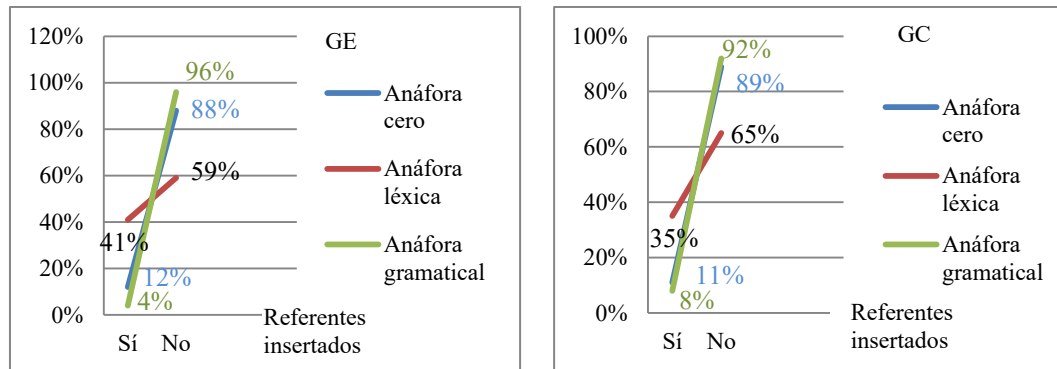 120%
100%
80%
60%
40%
20%
0%
GE
96%
88%
59%
41%
12%
4%
Sí No
Anáfora
cero
Anáfora
léxica
Anáfora
gramatical
Referentes
insertados
100%
80%
60%
40%
20%
0%
GC
92%
89%
65%
35%
11%
8%
Sí No
Anáfora
cero
Anáfora
léxica
Anáfora
gramatical
Referentes
insertados